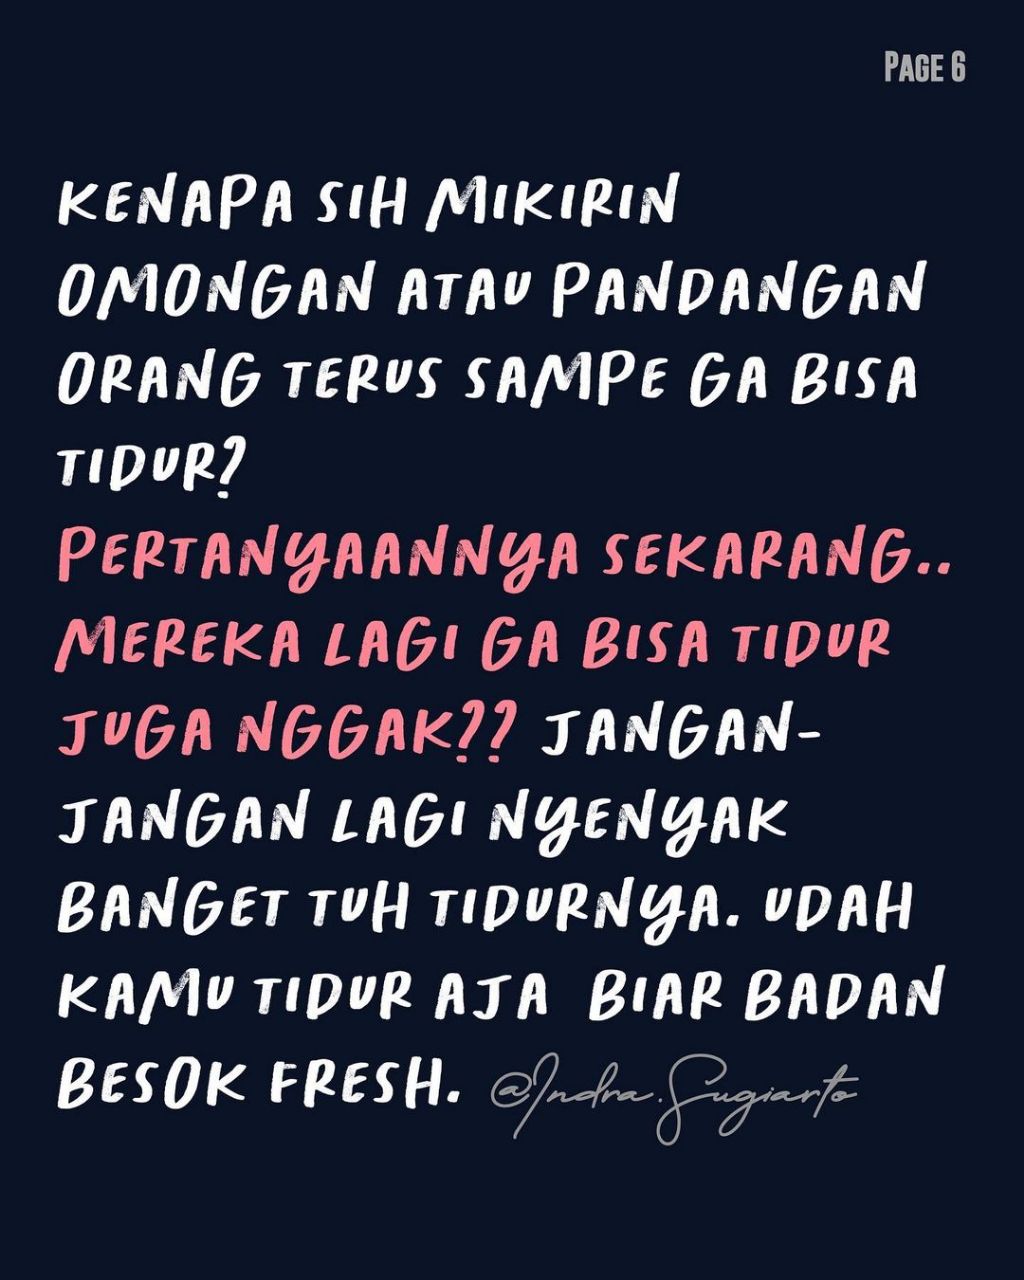 PAGE 6
KENAPA SIH MIKIRIN
OMONGAN ATAU PANDANGAN
ORANG TERUS SAMPE GA BISA
TIDUR?
PERTANYAANNYA SEKARANG..
MEREKA LAGI GA BISA TIDUR
JUGA NGGAK?? JANGAN-
JANGAN LAGI NYENYAK
BANGET TUH TIDURNYA. UDAH
KAMU TIDUR AJA BIAR BADAN
BESOK FRESH. @Indra.Sugiarto